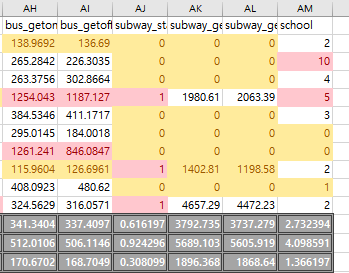 AH AI AJ AK AL AM
bus_geton bus_getoff subway_sta subway_ge subway_ge school
138.9692 136.69 0 0 0 2
265.2842 226.3035 0 0 0 10
263.3756 302.8664 0 0 0 4
1254.043 1187.127 1 1980.61 2063.39 5
384.5346 411.1717 0 0 0 3
295.0145 184.0018 0 0 0 0
1261.241 846.0847 0 0 0 0
115.9604 126.6961 1 1402.81 1198.58 2
408.0923 480.62 0 0 0 1
324.5629 316.0571 1 4657.29 4472.23 2
341.3404 337.4097 0.616197 3792.735 3737.279 2.732394
512.0106 506.1146 0.924296 5689.103 5605.919 4.098591
170.6702 168.7049 0.308099 1896.368 1868.64 1.366197